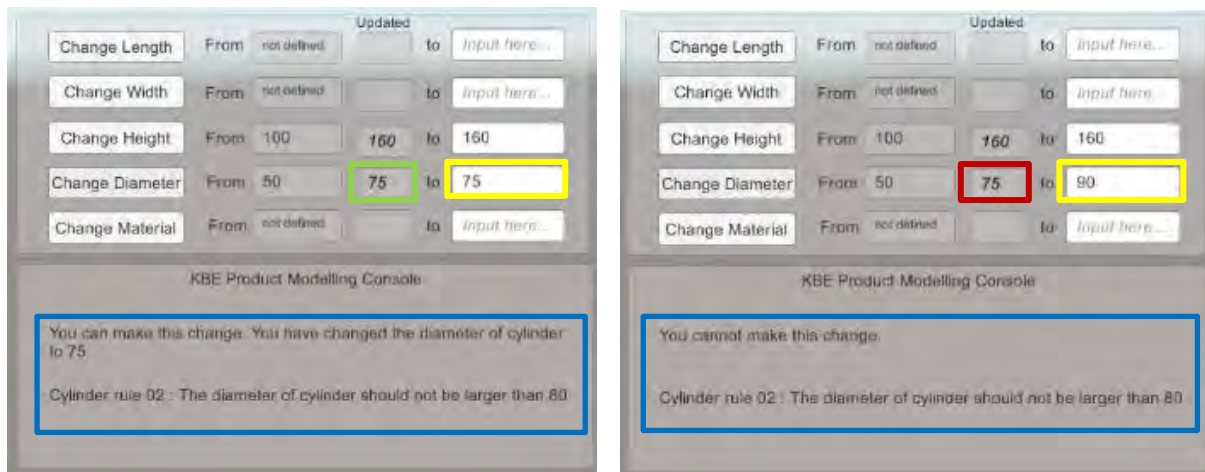 Updated
Change Length From not defined to Input here...
Change Width From not defined to Input here...
Change Height From 100 160 to 160
Change Diameter From 50 75 to 75
Change Material From not defined to Input here...
KBE Product Modelling Console
You can make this change. You have changed the diameter of cylinder
to 75
Cylinder rule 02 : The diameter of cylinder should not be larger than 80
Updated
Change Length From not defined to Input here...
Change Width From not defined to Input here...
Change Height From 100 160 to 160
Change Diameter From 50 75 to 90
Change Material From not defined to Input here...
KBE Product Modelling Console
You cannot make this change.
Cylinder rule 02 : The diameter of cylinder should not be larger than 80